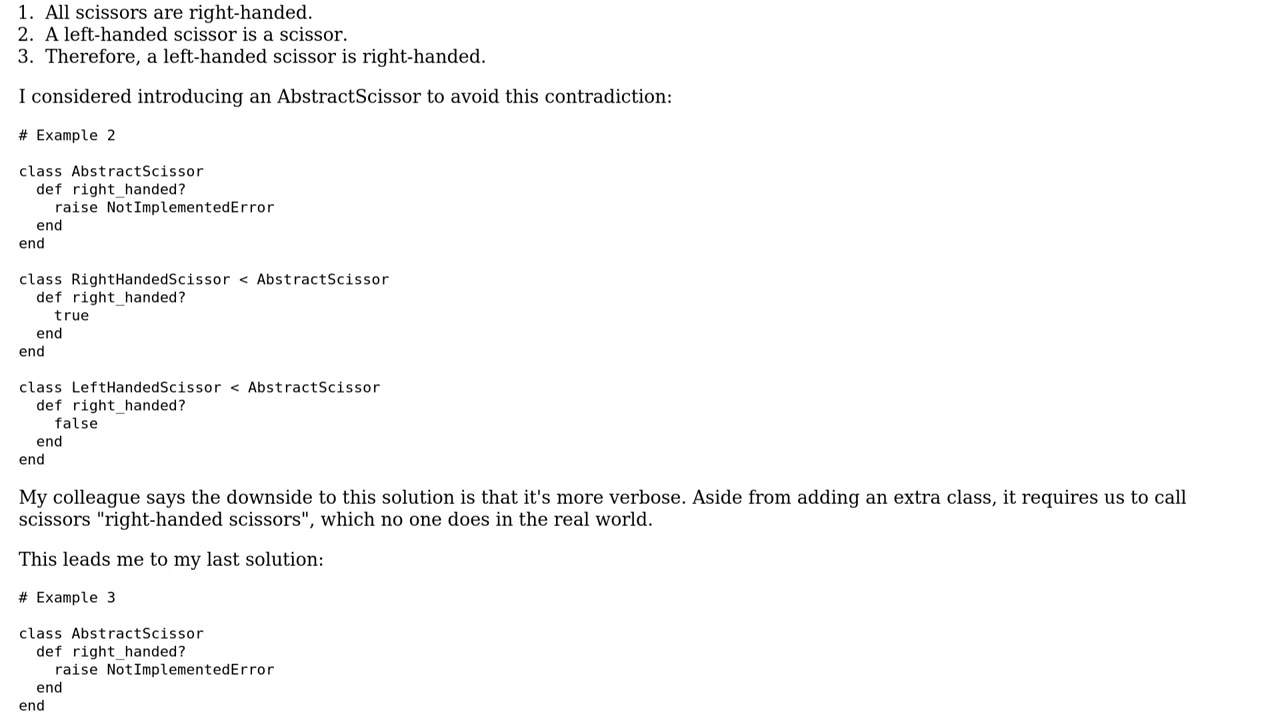 1. All scissors are right-handed.
2. A left-handed scissor is a scissor.
3. Therefore, a left-handed scissor is right-handed.
I considered introducing an AbstractScissor to avoid this contradiction:
# Example 2
class AbstractScissor
  def right_handed?
    raise NotImplementedError
  end
end
class RightHandedScissor < AbstractScissor
  def right_handed?
    true
  end
end
class LeftHandedScissor < AbstractScissor
  def right_handed?
    false
  end
end
My colleague says the downside to this solution is that it's more verbose. Aside from adding an extra class, it requires us to call
scissors "right-handed scissors", which no one does in the real world.
This leads me to my last solution:
# Example 3
class AbstractScissor
  def right_handed?
    raise NotImplementedError
  end
end